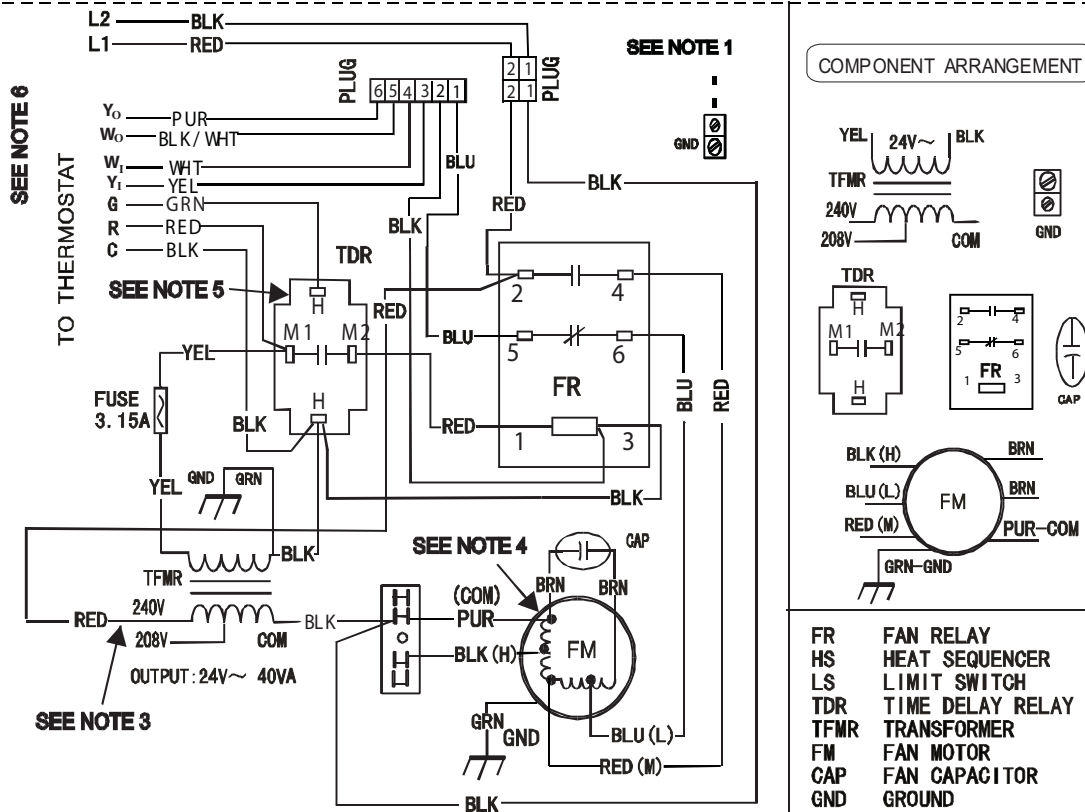 L2 BLK
L1 RED
SEE NOTE 1
SEE NOTE 6
TO THERMOSTAT
PLUG
6 5 4 3 2 1
2 1
2 1
PLUG
GND
YO PUR
WO BLK/WHT
WI WHT
YI YEL
G GRN
R RED
C BLK
BLU
BLK
RED
BLK
TDR
SEE NOTE 5
H
M1 M2
H
RED
YEL
FUSE
3.15A
BLK
YEL
GND GRN
BLK
2 4
BLU
5 6
FR
RED
1 3
BLK
BLU
RED
TFMR
240V
RED
208V
COM
BLK
OUTPUT:24V~ 40VA
SEE NOTE 3
SEE NOTE 4
CAP
BRN
BRN
(COM)
PUR
BLK(H)
FM
GRN
GND
BLU(L)
RED(M)
BLK
COMPONENT ARRANGEMENT
YEL 24V~ BLK
TFMR
240V
208V COM
GND
TDR
H
M1 M2
H
2 4
5 6
FR
1 3
CAP
BLK(H)
BLU(L)
RED(M)
FM
BRN
BRN
PUR-COM
GRN-GND
FR FAN RELAY
HS HEAT SEQUENCER
LS LIMIT SWITCH
TDR TIME DELAY RELAY
TFMR TRANSFORMER
FM FAN MOTOR
CAP FAN CAPACITOR
GND GROUND